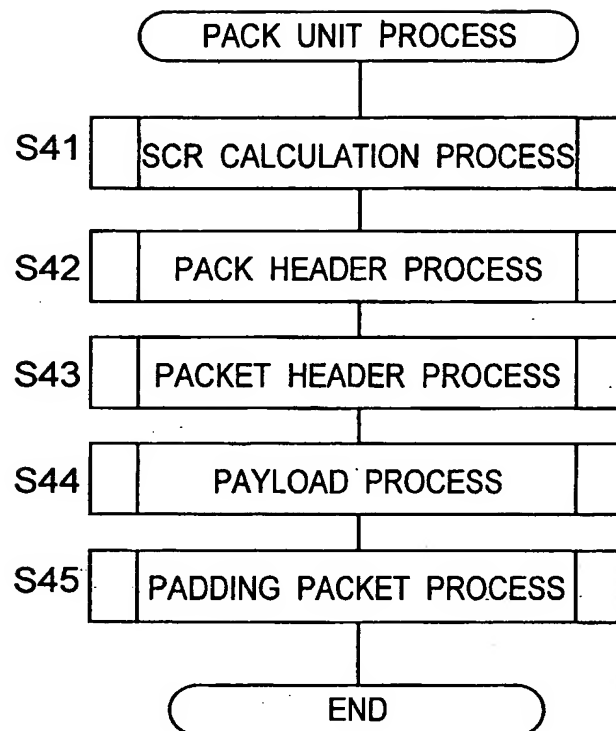 PACK UNIT PROCESS
S41 SCR CALCULATION PROCESS
S42 PACK HEADER PROCESS
S43 PACKET HEADER PROCESS
S44 PAYLOAD PROCESS
S45 PADDING PACKET PROCESS
END